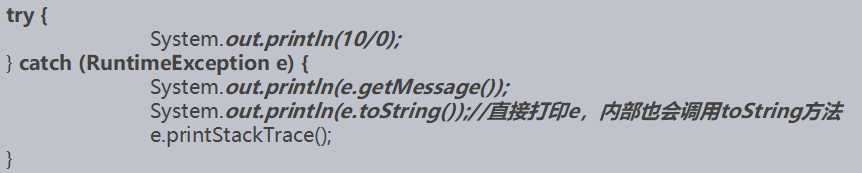 try {
System.out.println(10/0);
} catch (RuntimeException e) {
System.out.println(e.getMessage());
System.out.println(e.toString());//直接打印e，内部也会调用toString方法
e.printStackTrace();
}